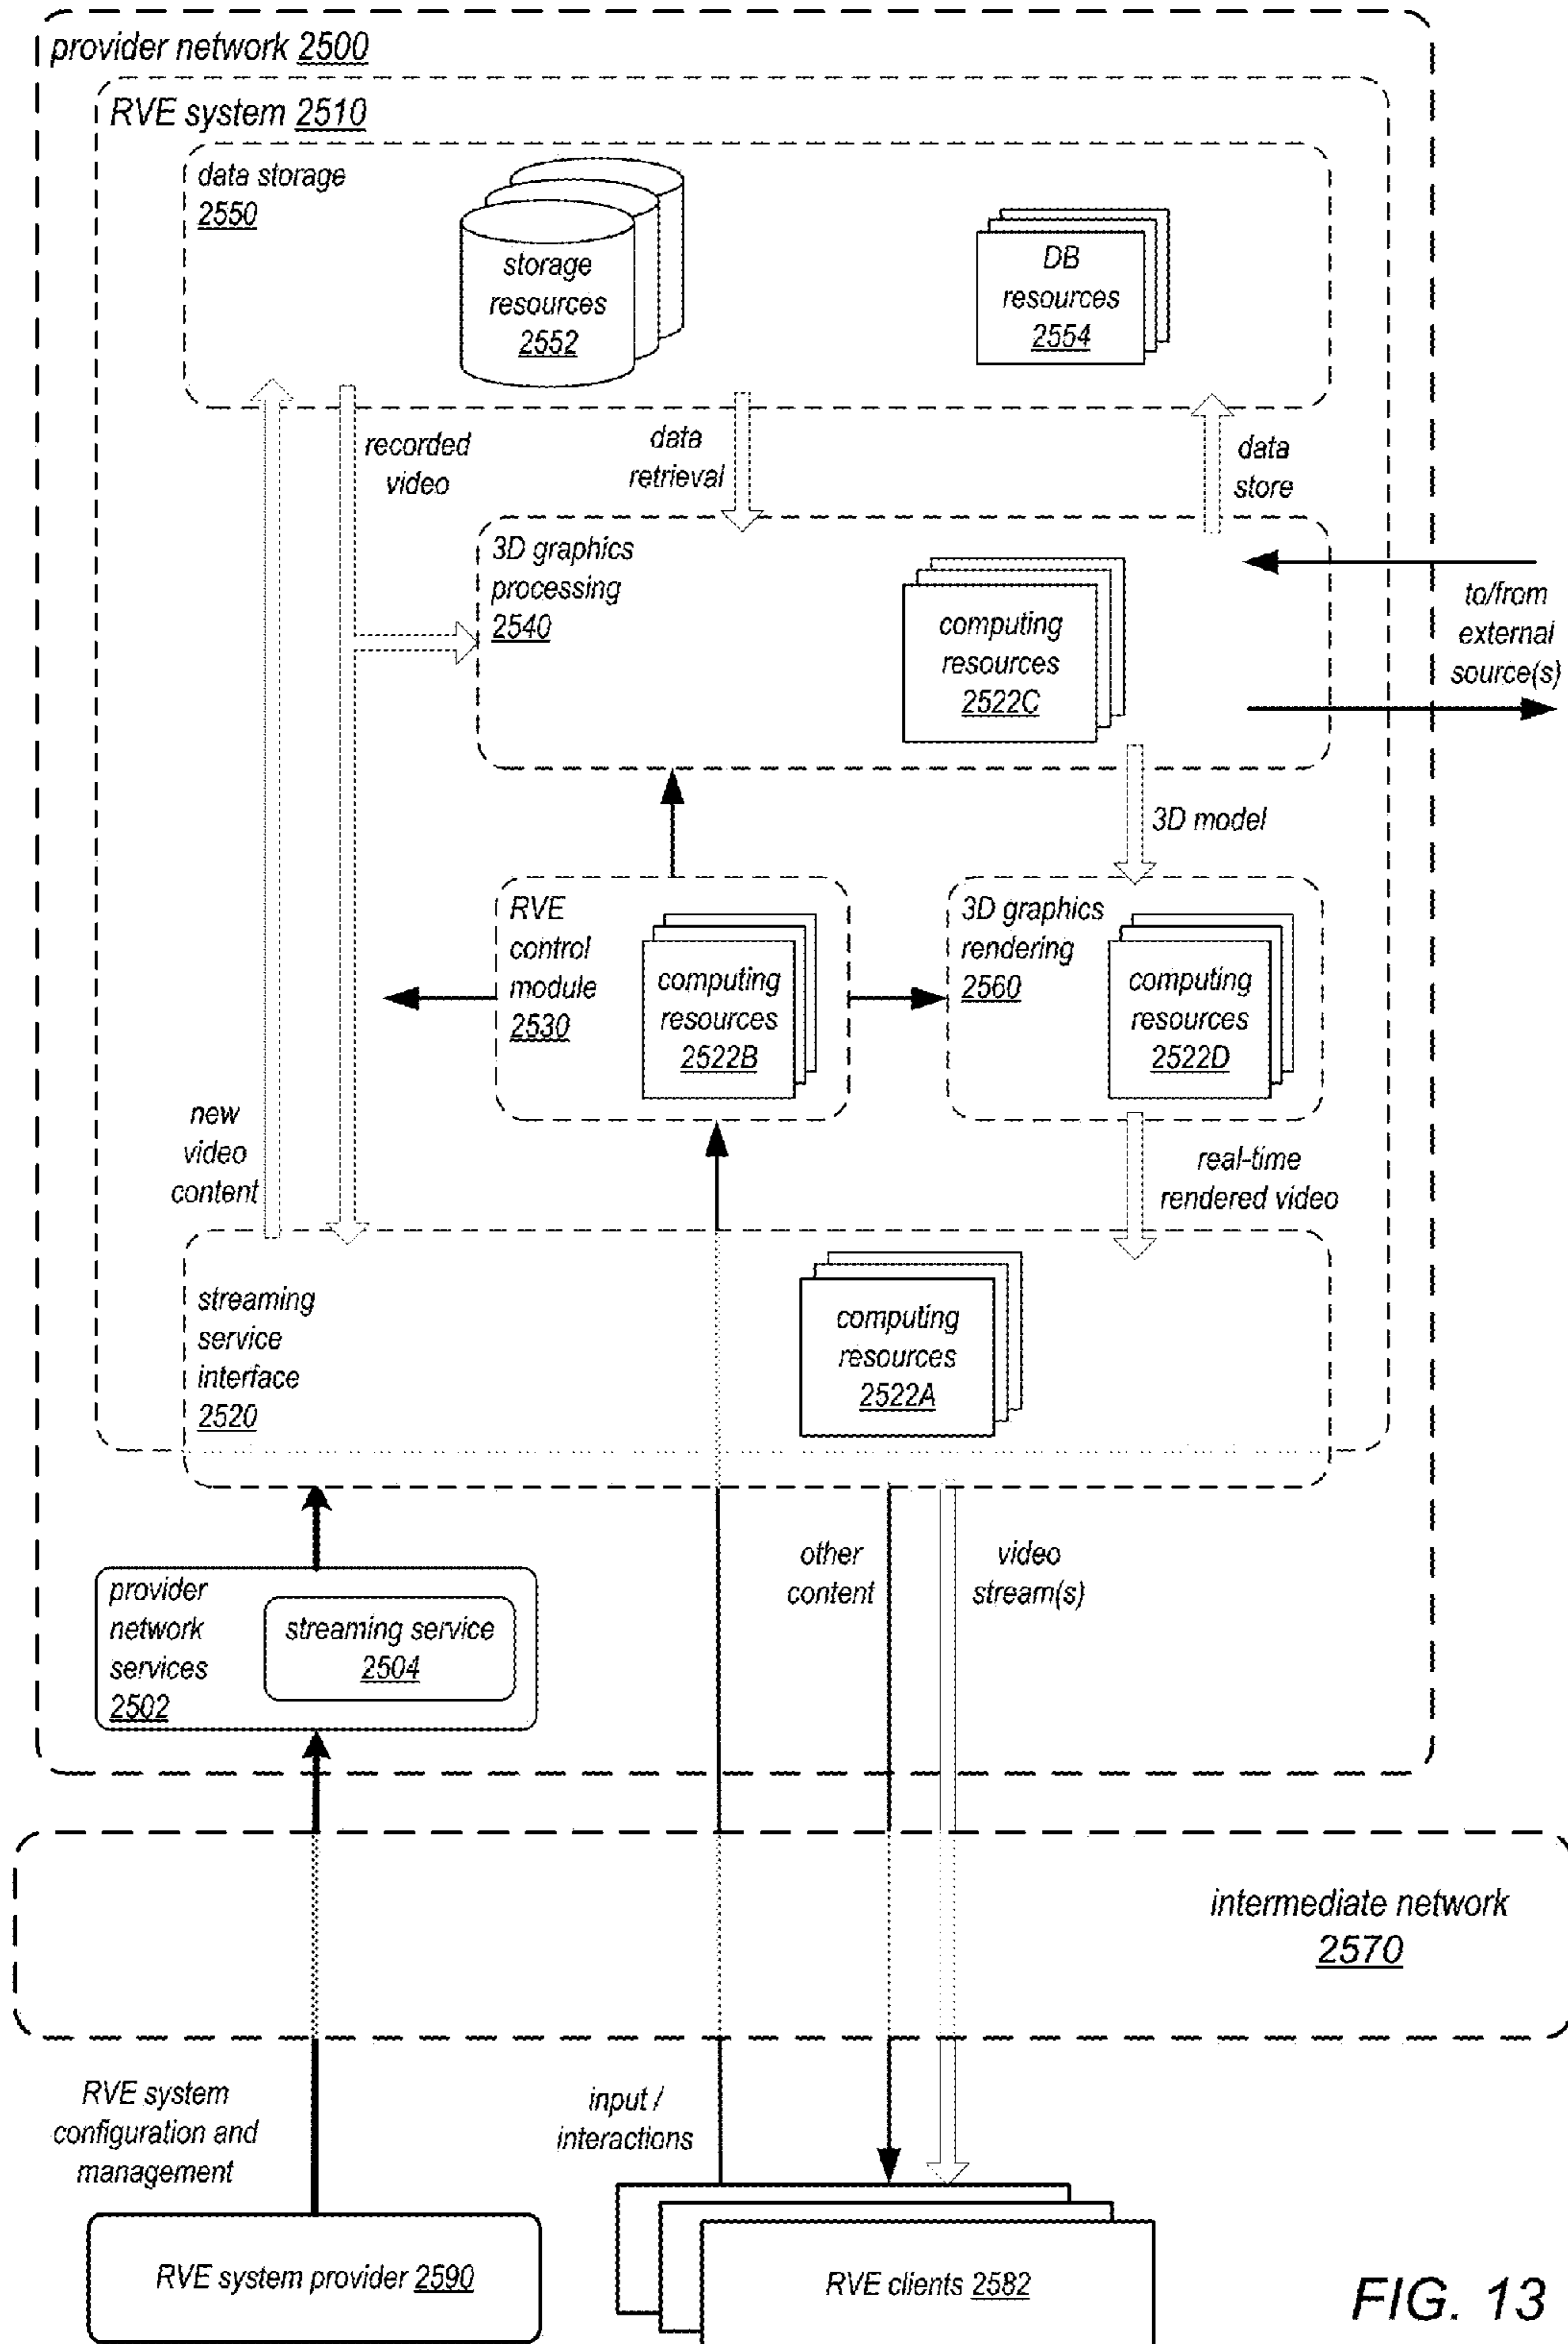 provider network 2500
RVE system 2510
data storage
2550
storage
resources
2552
DB
resources
2554
recorded
video
data
retrieval
data
store
3D graphics
processing
2540
computing
resources
2522C
to/from
external
source(s)
3D model
RVE
control
module
2530
computing
resources
2522B
3D graphics
rendering
2560
computing
resources
2522D
new
video
content
real-time
rendered video
streaming
service
interface
2520
computing
resources
2522A
provider
network
services
2502
streaming service
2504
other
content
video
stream(s)
intermediate network
2570
RVE system
configuration and
management
input /
interactions
RVE system provider 2590
RVE clients 2582
FIG. 13